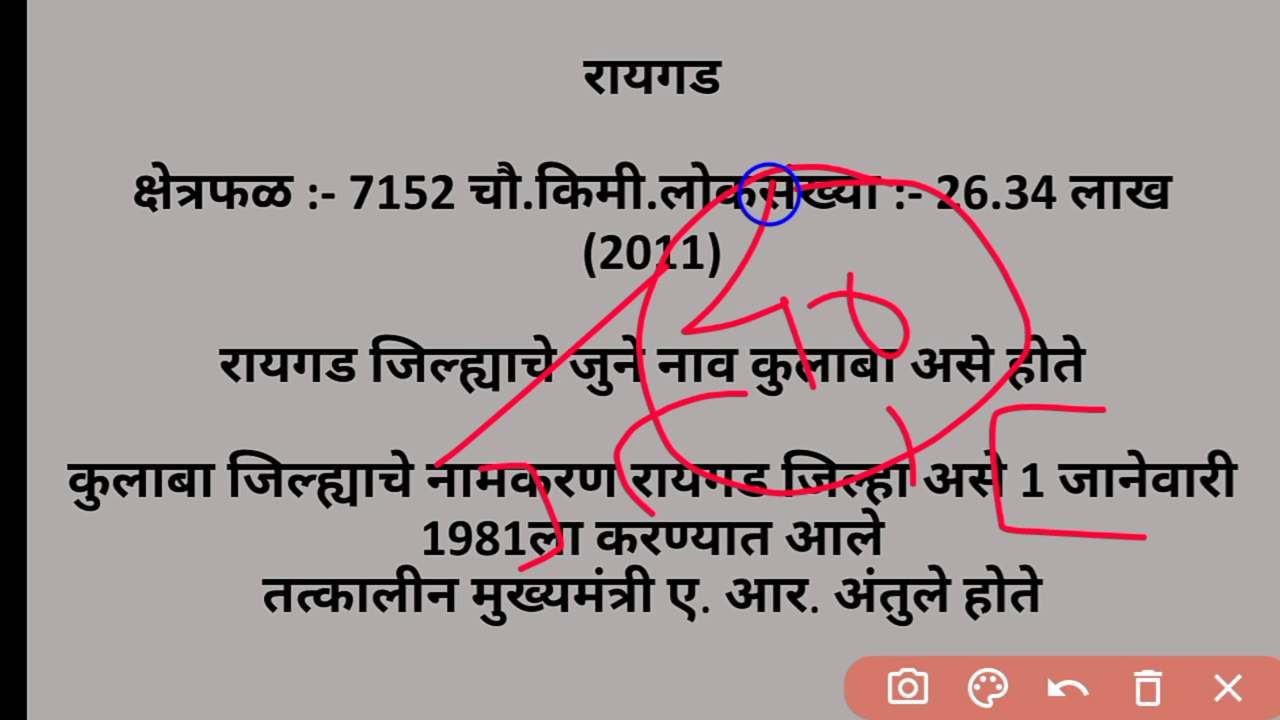 रायगड
क्षेत्रफळ :- 7152 चौ.किमी.लोकसंख्या :- 26.34 लाख
(2011)
रायगड जिल्ह्याचे जुने नाव कुलाबा असे होते
कुलाबा जिल्ह्याचे नामकरण रायगड जिल्हा असे 1 जानेवारी
1981ला करण्यात आले
तत्कालीन मुख्यमंत्री ए. आर. अंतुले होते